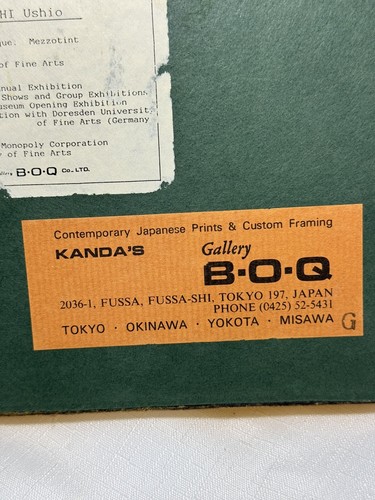 HI Ushio
que: Mezzotint
of Fine Arts
nual Exhibition
Shows and Group Exhibitions
useum Opening Exhibition
tion with Doresden Universit
of Fine Arts (Germany
Monopoly Corporation
of Fine Arts
B·O·Q Co., LTD.
Contemporary Japanese Prints & Custom Framing
KANDA'S Gallery
B·O·Q
2036-1, FUSSA, FUSSA-SHI, TOKYO 197, JAPAN
PHONE (0425) 52-5431
TOKYO · OKINAWA · YOKOTA · MISAWA G